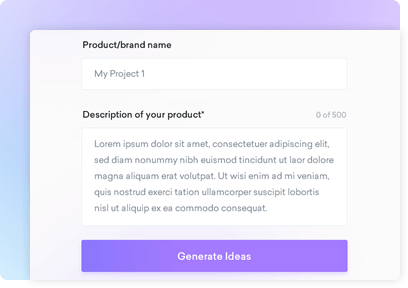 Product/brand name
My Project 1
Description of your product*
0 of 500
Lorem ipsum dolor sit amet, consectetuer adipiscing elit,
sed diam nonummy nibh euismod tincidunt ut laor dolore
magna aliquam erat volutpat. Ut wisi enim ad mi veniam,
quis nostrud exerci tation ullamcorper suscipit lobortis
nisl ut aliquip ex ea commodo consequat.
Generate Ideas